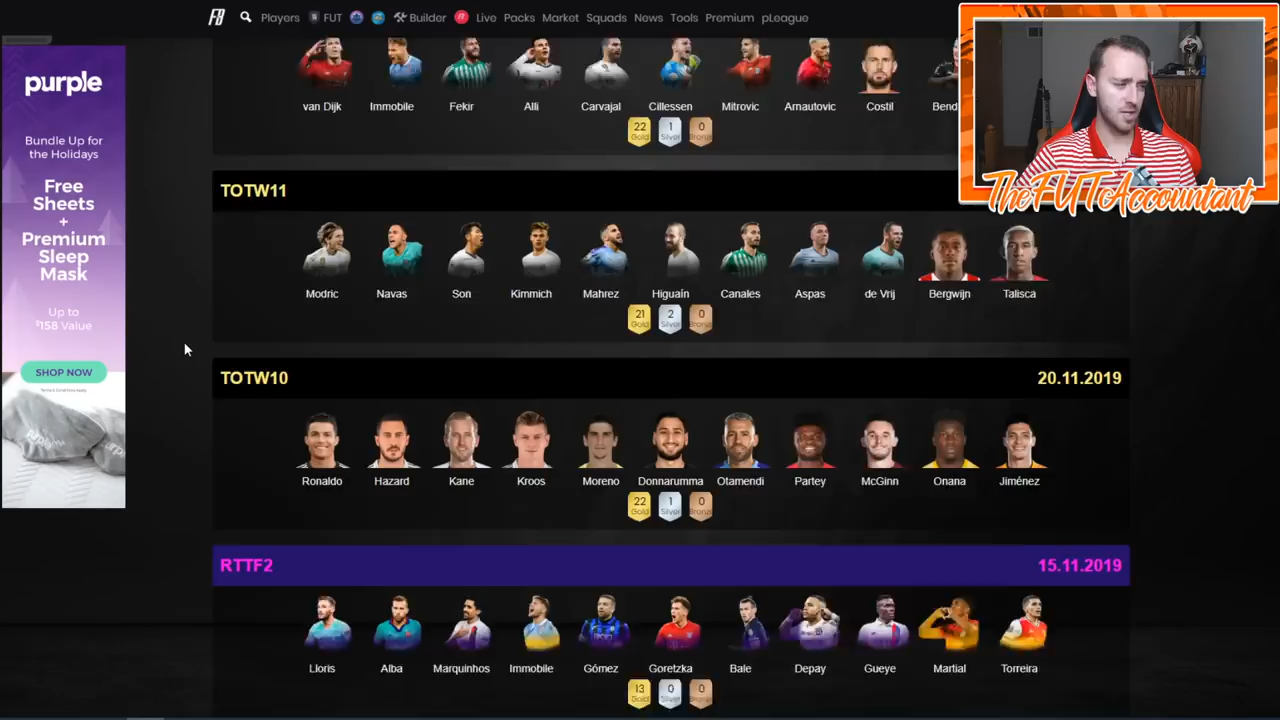 F8 Players FUT Builder Live Packs Market Squads News Tools Premium pLeague
TheFUTAccountant
purple
Bundle Up for
the Holidays
Free
Sheets
+
Premium
Sleep
Mask
Up to
$158 Value
SHOP NOW
van Dijk Immobile Fekir Alli Carvajal Cillessen Mitrovic Arnautovic Costil Bend
22 Gold 1 Silver 0 Bronze
TOTW11
Modric Navas Son Kimmich Mahrez Higuaín Canales Aspas de Vrij Bergwijn Talisca
21 Gold 2 Silver 0 Bronze
TOTW10 20.11.2019
Ronaldo Hazard Kane Kroos Moreno Donnarumma Otamendi Partey McGinn Onana Jiménez
22 Gold 1 Silver 0 Bronze
RTTF2 15.11.2019
Lloris Alba Marquinhos Immobile Gómez Goretzka Bale Depay Gueye Martial Torreira
13 Gold 0 Silver 0 Bronze